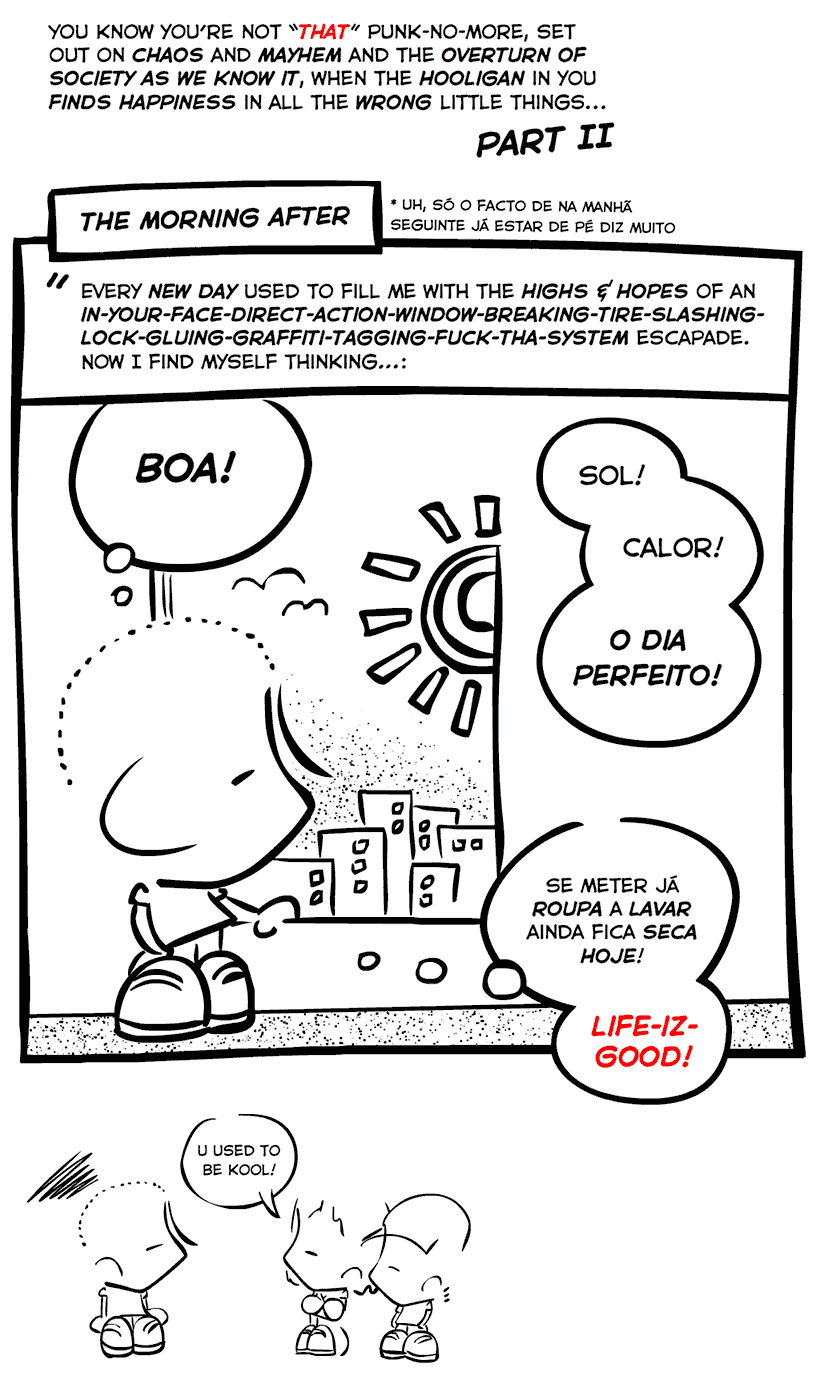 YOU KNOW YOU'RE NOT "THAT" PUNK-NO-MORE, SET
OUT ON CHAOS AND MAYHEM AND THE OVERTURN OF
SOCIETY AS WE KNOW IT, WHEN THE HOOLIGAN IN YOU
FINDS HAPPINESS IN ALL THE WRONG LITTLE THINGS...
PART II
THE MORNING AFTER
* UH, SÓ O FACTO DE NA MANHÃ
SEGUINTE JÁ ESTAR DE PÉ DIZ MUITO
" EVERY NEW DAY USED TO FILL ME WITH THE HIGHS & HOPES OF AN
IN-YOUR-FACE-DIRECT-ACTION-WINDOW-BREAKING-TIRE-SLASHING-
LOCK-GLUING-GRAFFITI-TAGGING-FUCK-THA-SYSTEM ESCAPADE.
NOW I FIND MYSELF THINKING...:
BOA!
SOL!
CALOR!
O DIA
PERFEITO!
SE METER JÁ
ROUPA A LAVAR
AINDA FICA SECA
HOJE!
LIFE-IZ-
GOOD!
U USED TO
BE KOOL!